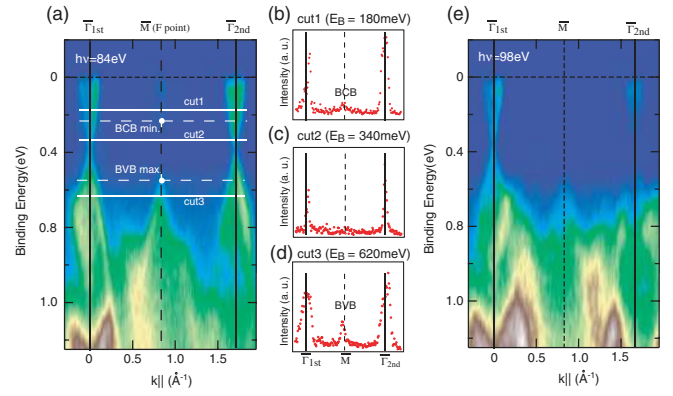 (a)
Γ̅1st
M̅ (F point)
Γ̅2nd
hν=84eV
cut1
BCB min.
cut2
BVB max.
cut3
0
0.4
0.8
1.0
Binding Energy(eV)
0
0.5
1.0
1.5
k|| (Å⁻¹)
(b)
cut1 (E_B = 180meV)
Intensity (a. u.)
BCB
(c)
cut2 (E_B = 340meV)
Intensity (a. u.)
(d)
cut3 (E_B = 620meV)
Intensity (a. u.)
BVB
Γ̅1st
M̅
Γ̅2nd
(e)
Γ̅1st
M̅
Γ̅2nd
hν=98eV
0
0.4
0.8
1.0
Binding Energy(eV)
0
0.5
1.0
1.5
k|| (Å⁻¹)